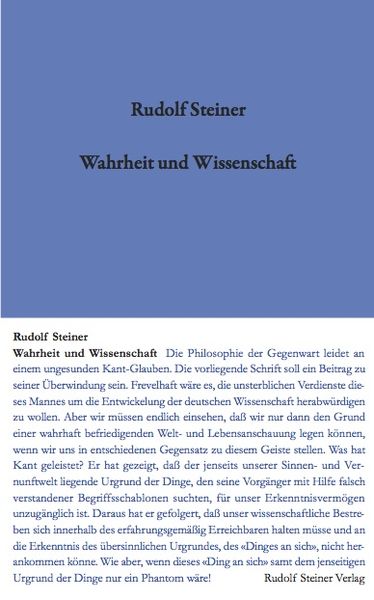 Rudolf Steiner
Wahrheit und Wissenschaft
Rudolf Steiner
Wahrheit und Wissenschaft Die Philosophie der Gegenwart leidet an
einem ungesunden Kant-Glauben. Die vorliegende Schrift soll ein Beitrag zu
seiner Überwindung sein. Frevelhaft wäre es, die unsterblichen Verdienste die-
ses Mannes um die Entwickelung der deutschen Wissenschaft herabwürdigen
zu wollen. Aber wir müssen endlich einsehen, daß wir nur dann den Grund
einer wahrhaft befriedigenden Welt- und Lebensanschauung legen können,
wenn wir uns in entschiedenen Gegensatz zu diesem Geiste stellen. Was hat
Kant geleistet? Er hat gezeigt, daß der jenseits unserer Sinnen- und Ver-
nunftwelt liegende Urgrund der Dinge, den seine Vorgänger mit Hilfe falsch
verstandener Begriffsschablonen suchten, für unser Erkenntnisvermögen
unzugänglich ist. Daraus hat er gefolgert, daß unser wissenschaftliche Bestre-
ben sich innerhalb des erfahrungsgemäßig Erreichbaren halten müsse und an
die Erkenntnis des übersinnlichen Urgrundes, des «Dinges an sich», nicht her-
ankommen könne. Wie aber, wenn dieses «Ding an sich» samt dem jenseitigen
Urgrund der Dinge nur ein Phantom wäre! Rudolf Steiner Verlag